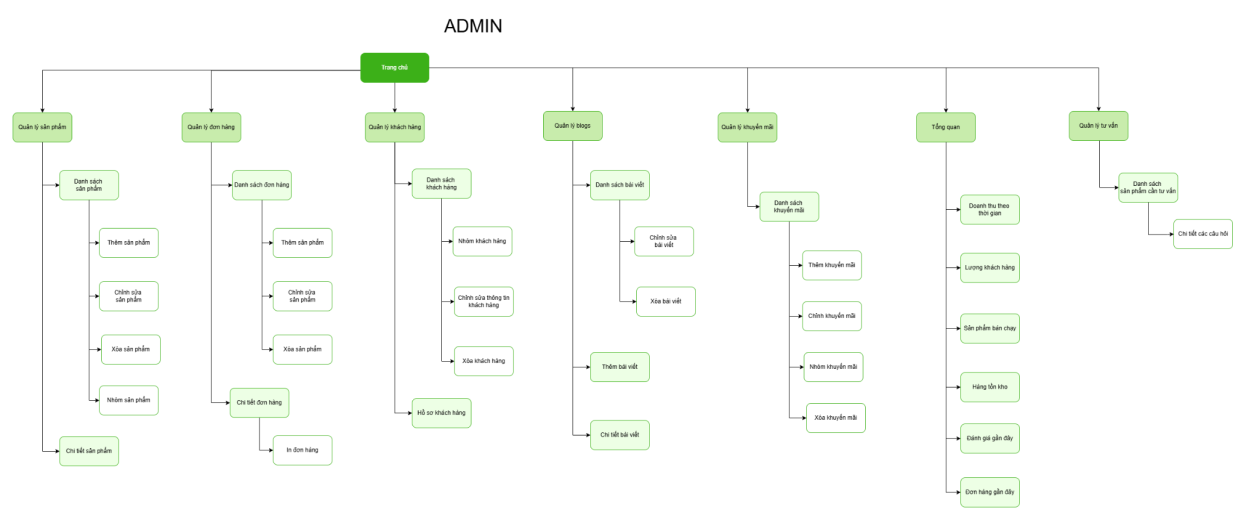 ADMIN
Trang chủ
Quản lý sản phẩm
Quản lý đơn hàng
Quản lý khách hàng
Quản lý blogs
Quản lý khuyến mãi
Tổng quan
Quản lý tư vấn
Danh sách
sản phẩm
Thêm sản phẩm
Chỉnh sửa
sản phẩm
Xóa sản phẩm
Nhóm sản phẩm
Chi tiết sản phẩm
Danh sách đơn hàng
Thêm sản phẩm
Chỉnh sửa
sản phẩm
Xóa sản phẩm
Chi tiết đơn hàng
In đơn hàng
Danh sách
khách hàng
Nhóm khách hàng
Chỉnh sửa thông tin
khách hàng
Xóa khách hàng
Hồ sơ khách hàng
Danh sách bài viết
Chỉnh sửa
bài viết
Xóa bài viết
Thêm bài viết
Chi tiết bài viết
Danh sách
khuyến mãi
Thêm khuyến mãi
Chỉnh khuyến mãi
Nhóm khuyến mãi
Xóa khuyến mãi
Doanh thu theo
thời gian
Lượng khách hàng
Sản phẩm bán chạy
Hàng tồn kho
Đánh giá gần đây
Đơn hàng gần đây
Danh sách
sản phẩm cần tư vấn
Chi tiết các câu hỏi